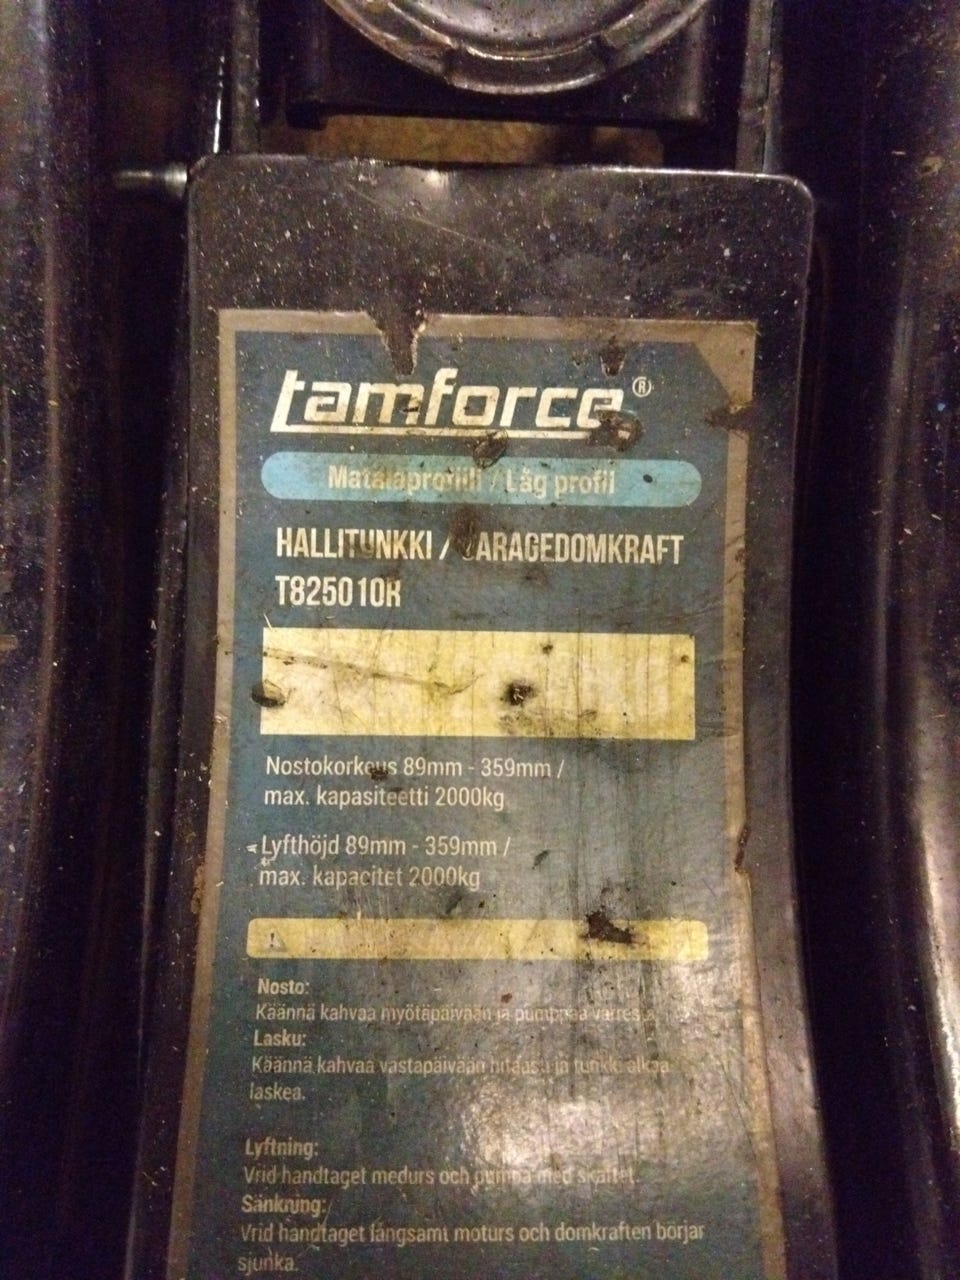 tamforce®
Matalaprofiili / Låg profil
HALLITUNKKI / GARAGEDOMKRAFT
T825010R
Nostokorkeus 89mm - 359mm /
max. kapasiteetti 2000kg
Lyfthöjd 89mm - 359mm /
max. kapacitet 2000kg
Nosto:
Käännä kahvaa myötäpäivään ja pumppaa varresta.
Lasku:
Käännä kahvaa vastapäivään hitaasti ja tunkki alkaa
laskea.
Lyftning:
Vrid handtaget medurs och pumpa med skaftet.
Sänkning:
Vrid handtaget långsamt moturs och domkraften börjar
sjunka.